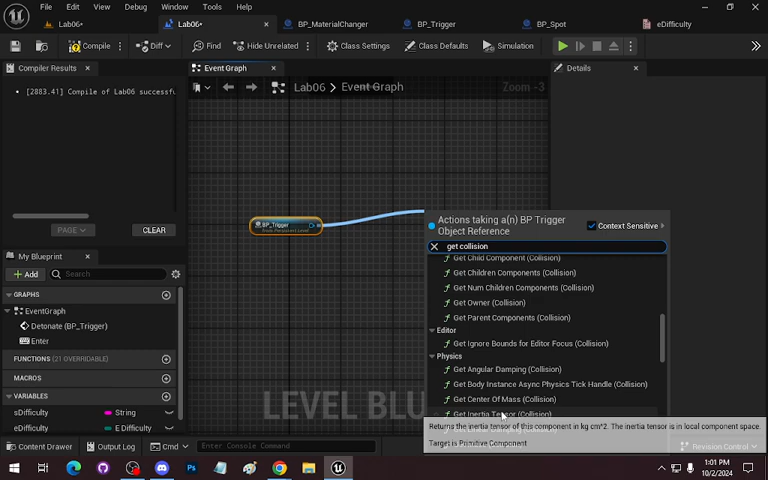 File Edit View Debug Window Tools Help
Lab06• Lab06• BP_MaterialChanger BP_Trigger BP_Spot eDifficulty
Compile Diff Find Hide Unrelated Class Settings Class Defaults Simulation
Compiler Results Event Graph Details
Lab06 > Event Graph Zoom -3
[2883.41] Compile of Lab06 successfu
PAGE CLEAR
My Blueprint
+ Add Search
GRAPHS
EventGraph
Detonate (BP_Trigger)
Enter
FUNCTIONS (21 OVERRIDABLE)
MACROS
VARIABLES
sDifficulty String
eDifficulty E Difficulty
BP_Trigger
from Persistent Level
Actions taking a(n) BP Trigger
Object Reference
Context Sensitive
get collision
Get Child Component (Collision)
Get Children Components (Collision)
Get Num Children Components (Collision)
Get Owner (Collision)
Get Parent Components (Collision)
Editor
Get Ignore Bounds for Editor Focus (Collision)
Physics
Get Angular Damping (Collision)
Get Body Instance Async Physics Tick Handle (Collision)
Get Center Of Mass (Collision)
Get Inertia Tensor (Collision)
Returns the inertia tensor of this component in kg cm^2. The inertia tensor is in local component space.
Target is Primitive Component
LEVEL BLU
Content Drawer Output Log Cmd Enter Console Command Revision Control
1:01 PM
10/2/2024